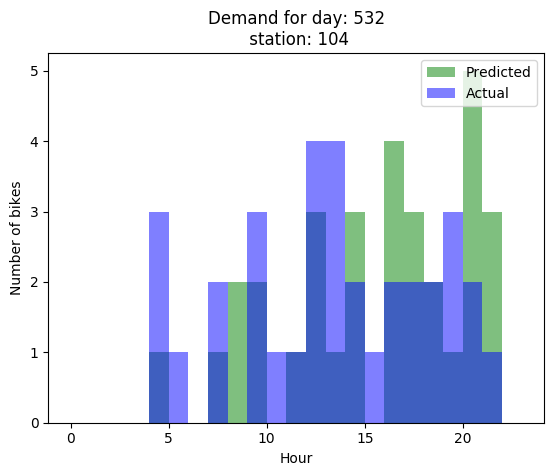 Demand for day: 532
station: 104
Predicted
Actual
Number of bikes
5
4
3
2
1
0
0 5 10 15 20
Hour